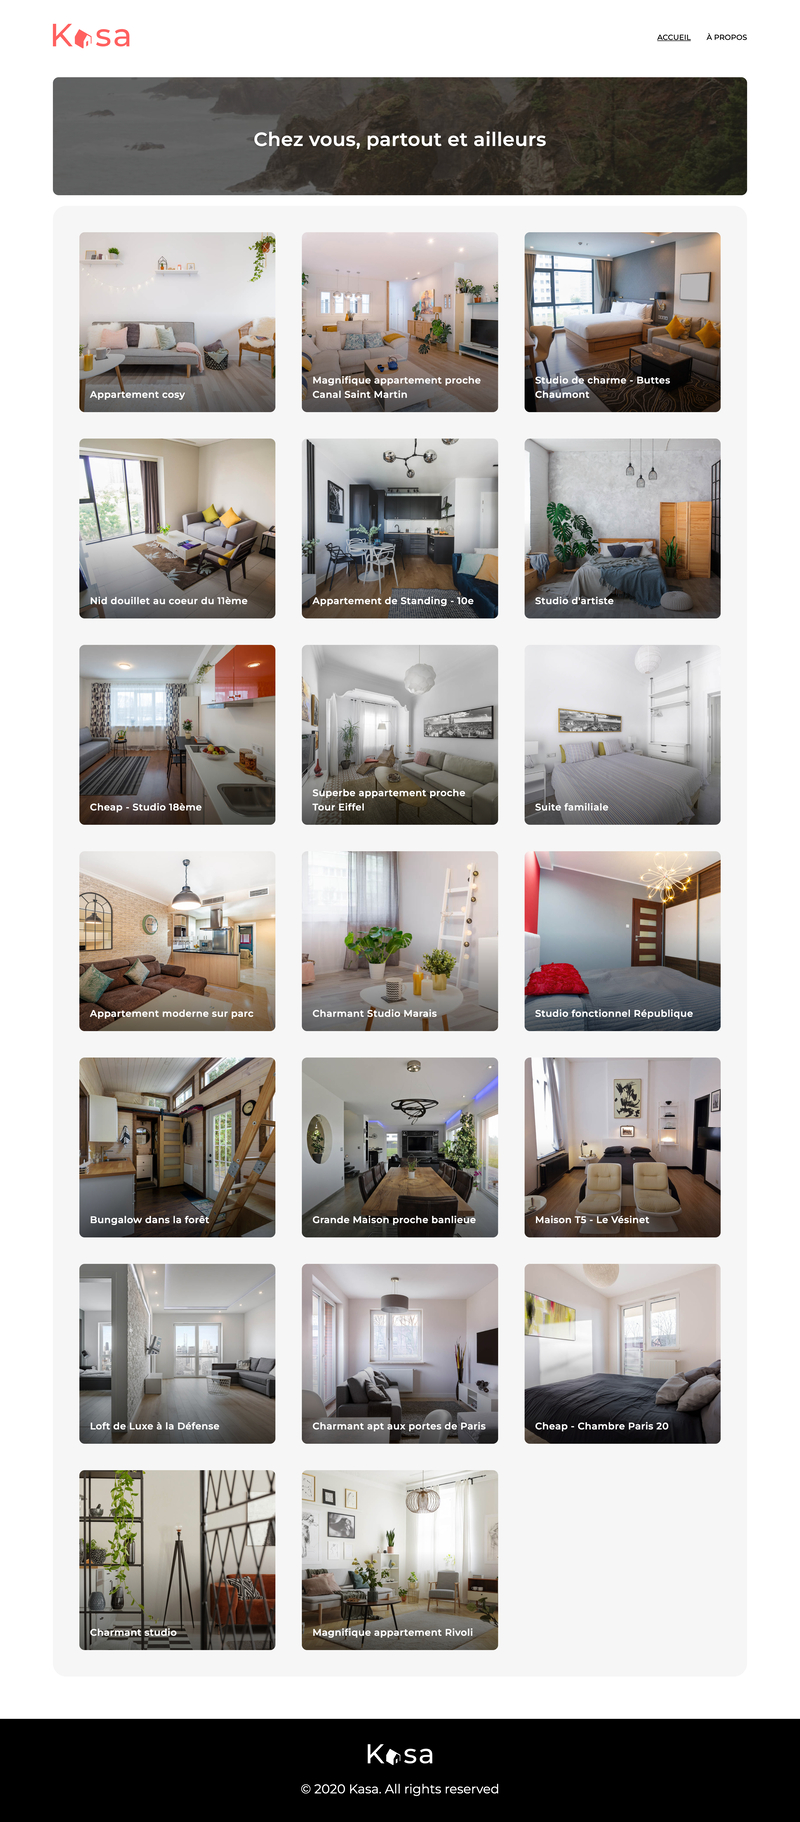 Kasa
ACCUEIL
À PROPOS
Chez vous, partout et ailleurs
Appartement cosy
Magnifique appartement proche
Canal Saint Martin
Studio de charme - Buttes
Chaumont
Nid douillet au coeur du 11ème
Appartement de Standing - 10e
Studio d'artiste
Cheap - Studio 18ème
Superbe appartement proche
Tour Eiffel
Suite familiale
Appartement moderne sur parc
Charmant Studio Marais
Studio fonctionnel République
Bungalow dans la forêt
Grande Maison proche banlieue
Maison T5 - Le Vésinet
Loft de Luxe à la Défense
Charmant apt aux portes de Paris
Cheap - Chambre Paris 20
Charmant studio
Magnifique appartement Rivoli
Kasa
© 2020 Kasa. All rights reserved